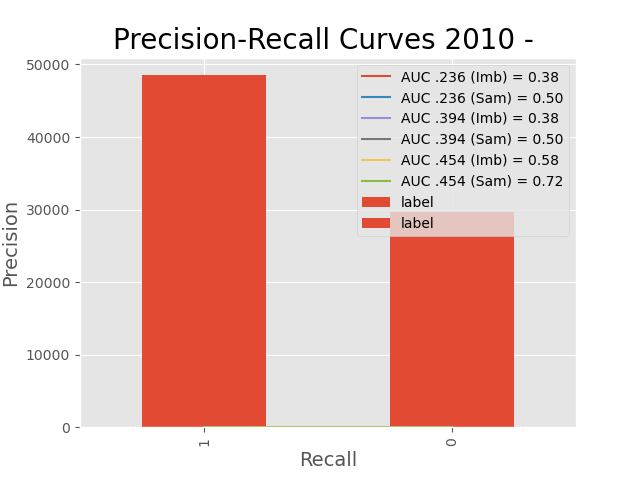 Precision-Recall Curves 2010 -
50000
40000
30000
20000
10000
0
Precision
AUC .236 (Imb) = 0.38
AUC .236 (Sam) = 0.50
AUC .394 (Imb) = 0.38
AUC .394 (Sam) = 0.50
AUC .454 (Imb) = 0.58
AUC .454 (Sam) = 0.72
label
label
1
0
Recall